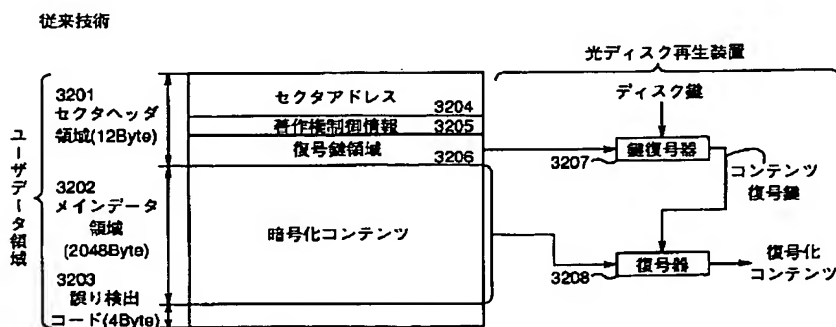 従来技術
ユーザデータ領域
3201
セクタヘッダ
領域(12Byte)
3202
メインデータ
領域
(2048Byte)
3203
誤り検出
コード(4Byte)
セクタアドレス
3204
著作権制御情報
3205
復号鍵領域
3206
暗号化コンテンツ
光ディスク再生装置
ディスク鍵
3207
鍵復号器
コンテンツ
復号鍵
3208
復号器
復号化
コンテンツ